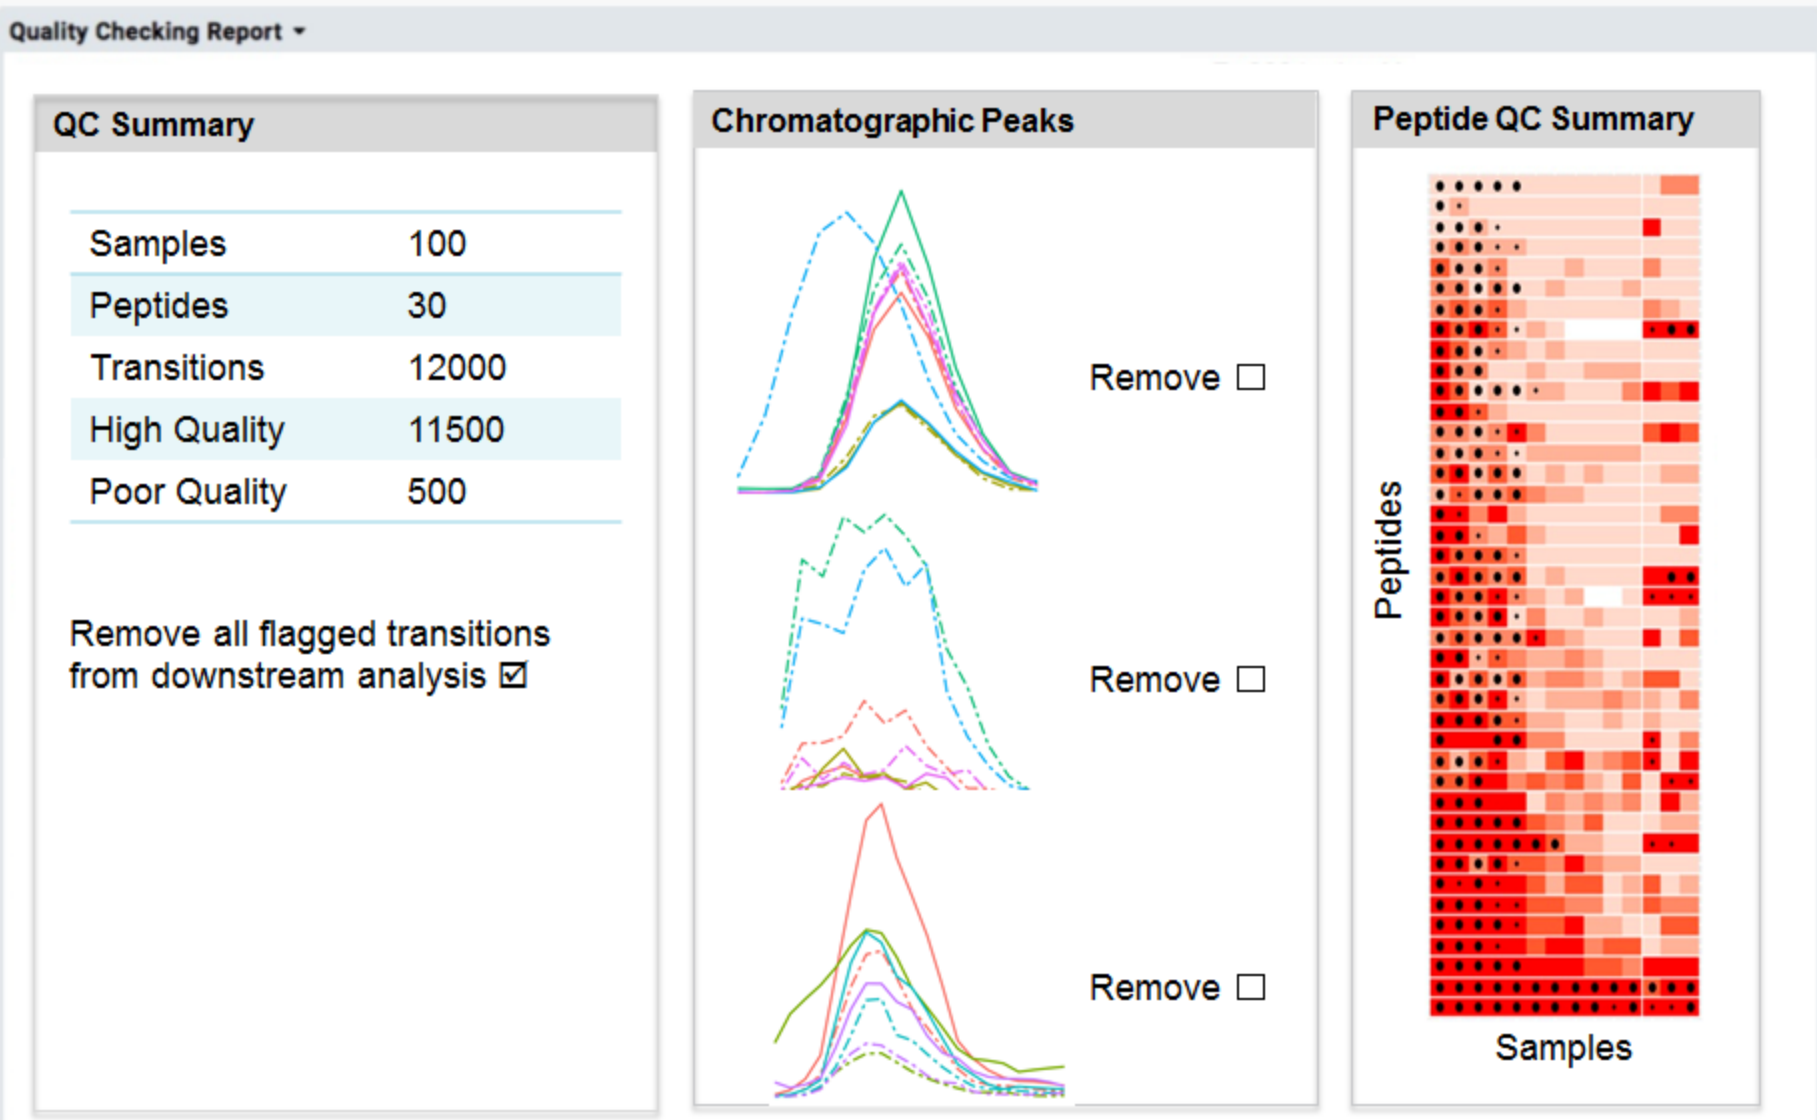 Quality Checking Report
QC Summary
Samples 100
Peptides 30
Transitions 12000
High Quality 11500
Poor Quality 500
Remove all flagged transitions
from downstream analysis
Chromatographic Peaks
Remove
Remove
Remove
Peptide QC Summary
Peptides
Samples